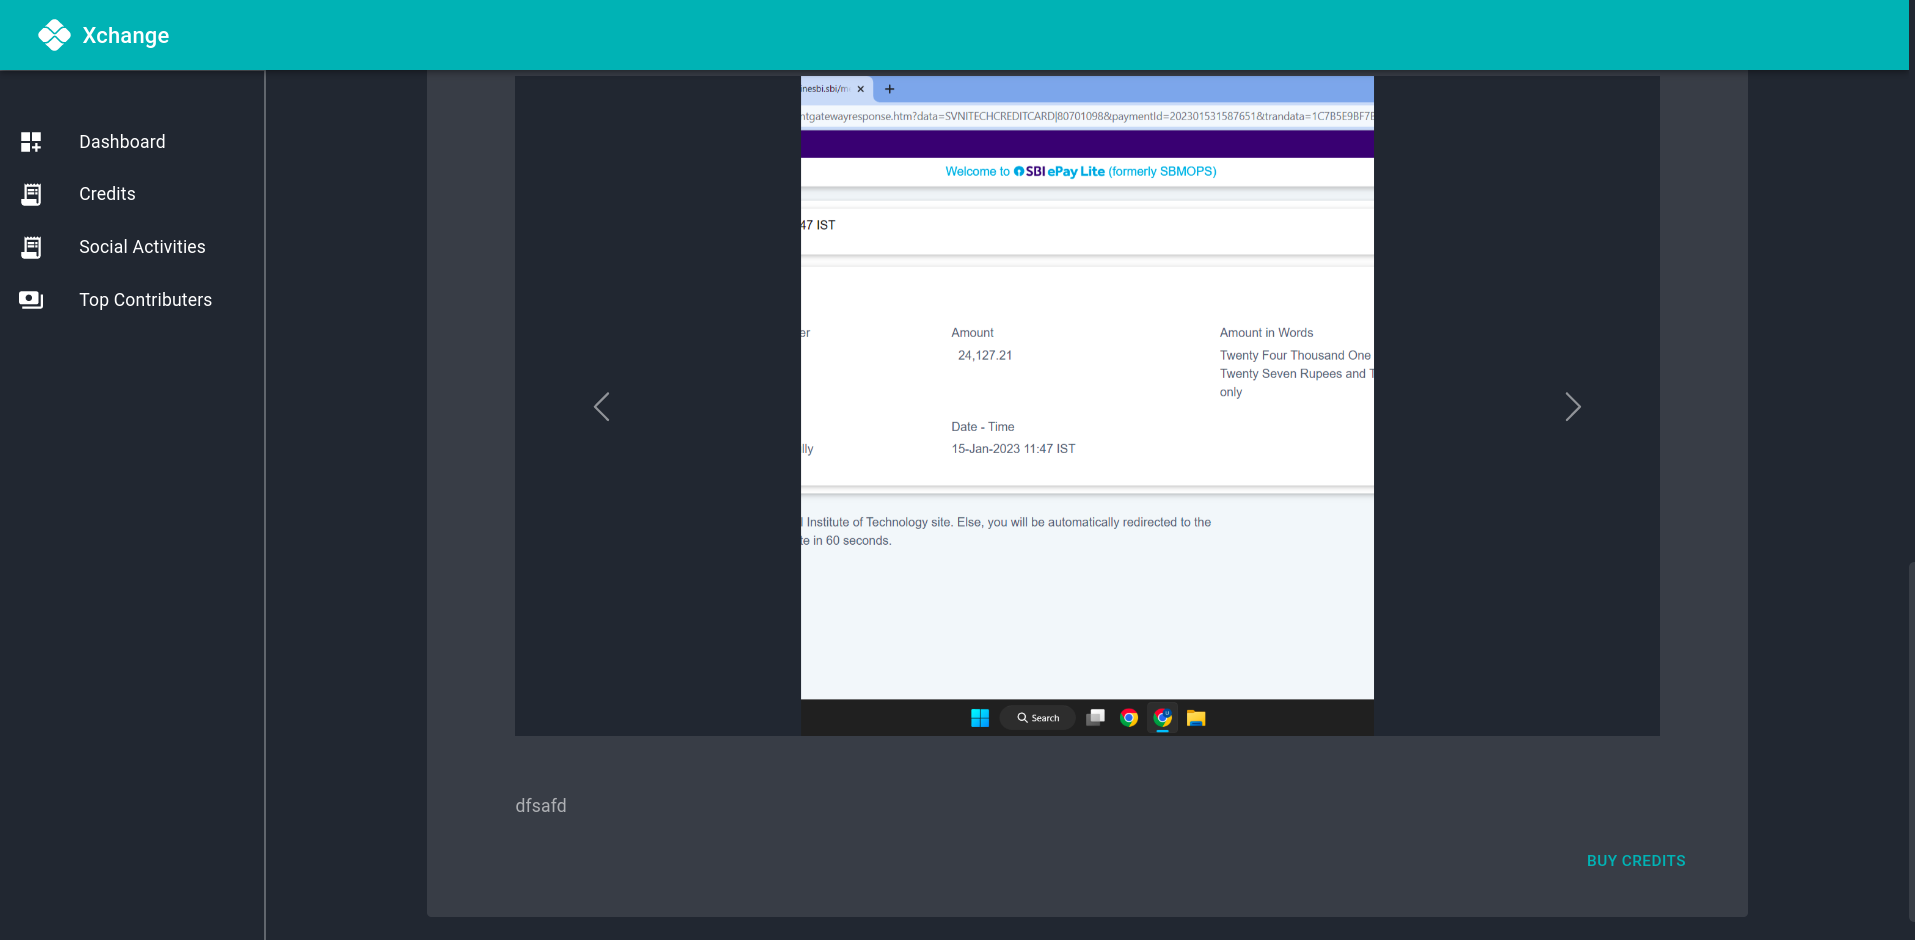 Xchange
Dashboard
Credits
Social Activities
Top Contributers
nesbi.sbi/m
ntgatewayresponse.htm?data=SVNITECHCREDITCARD|80701098&paymentId=202301531587651&trandata=1C7B5E9BF7E
Welcome to SBI ePay Lite (formerly SBMOPS)
47 IST
er
Amount
Amount in Words
24,127.21
Twenty Four Thousand One
Twenty Seven Rupees and T
only
Date - Time
lly
15-Jan-2023 11:47 IST
l Institute of Technology site. Else, you will be automatically redirected to the
te in 60 seconds.
Search
dfsafd
BUY CREDITS